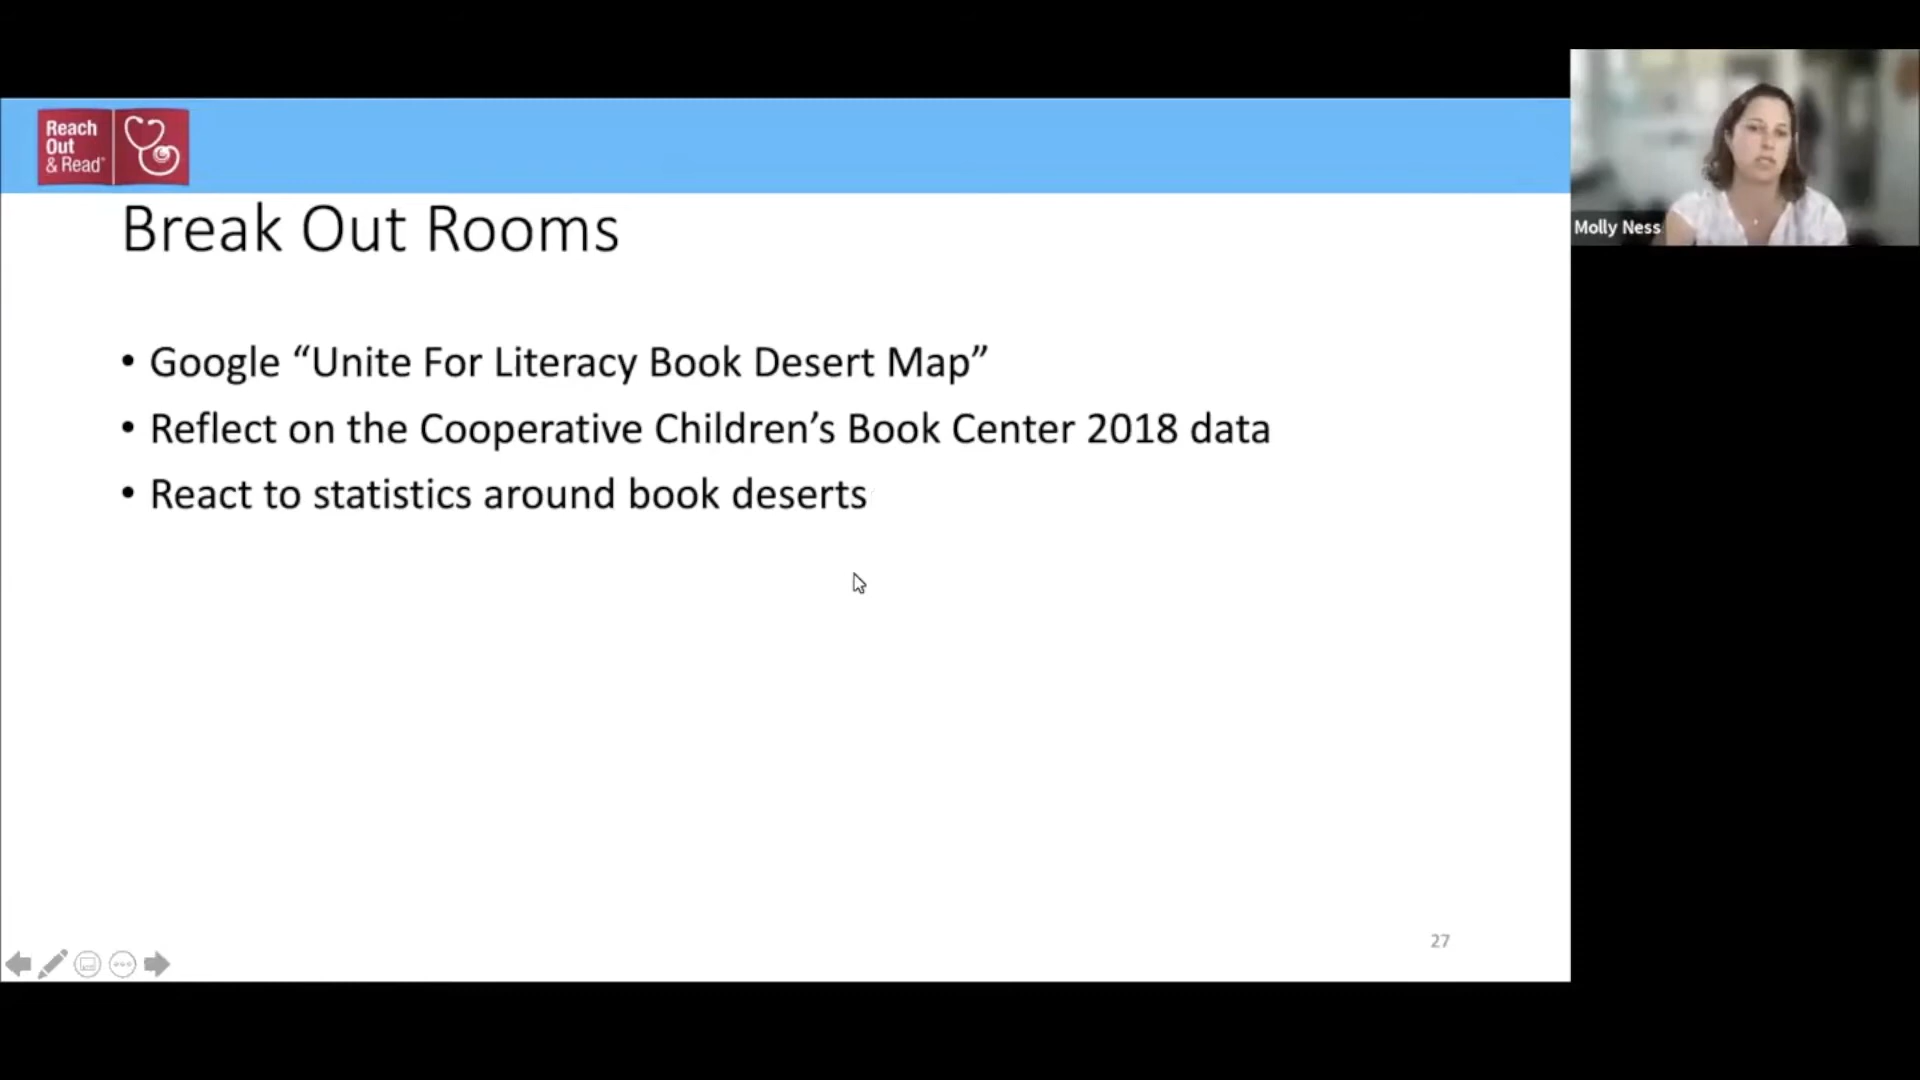 Reach
Out
& Read
Break Out Rooms
• Google “Unite For Literacy Book Desert Map”
• Reflect on the Cooperative Children’s Book Center 2018 data
• React to statistics around book deserts
27
Molly Ness